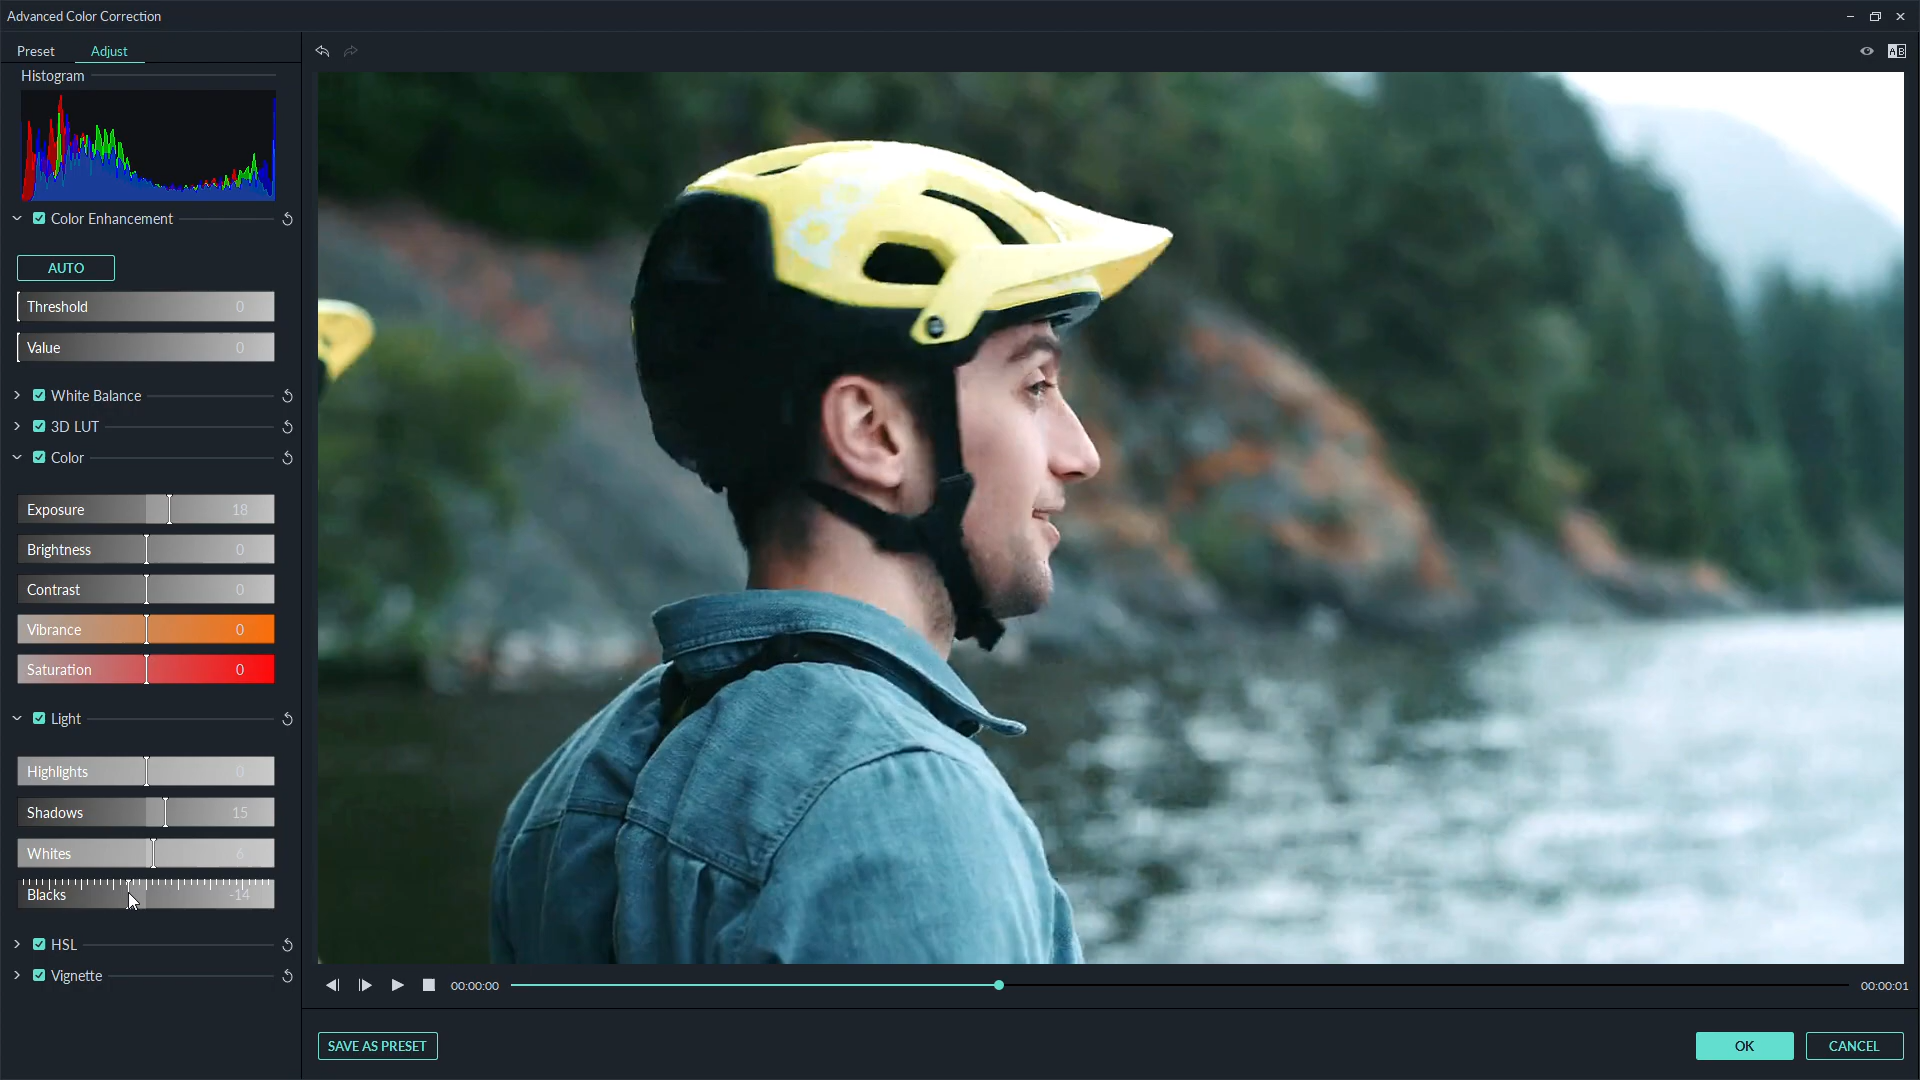 Advanced Color Correction
Preset Adjust
Histogram
Color Enhancement
AUTO
Threshold 0
Value 0
White Balance
3D LUT
Color
Exposure 18
Brightness 0
Contrast 0
Vibrance 0
Saturation 0
Light
Highlights 0
Shadows 15
Whites 6
Blacks -14
HSL
Vignette
A B
00:00:00 00:00:01
SAVE AS PRESET OK CANCEL